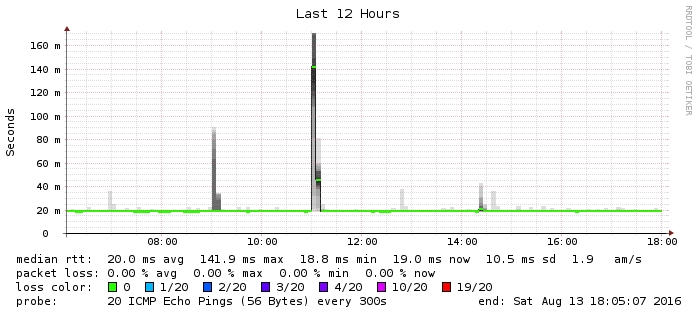 Last 12 Hours
RRDTOOL / TOBI OETIKER
Seconds
160 m
140 m
120 m
100 m
80 m
60 m
40 m
20 m
0
08:00 10:00 12:00 14:00 16:00 18:00
median rtt: 20.0 ms avg 141.9 ms max 18.8 ms min 19.0 ms now 10.5 ms sd 1.9 am/s
packet loss: 0.00 % avg 0.00 % max 0.00 % min 0.00 % now
loss color: 0 1/20 2/20 3/20 4/20 10/20 19/20
probe: 20 ICMP Echo Pings (56 Bytes) every 300s end: Sat Aug 13 18:05:07 2016